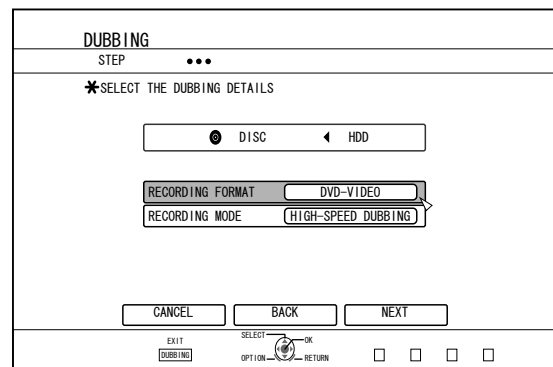 DUBBING
STEP
SELECT THE DUBBING DETAILS
DISC HDD
RECORDING FORMAT DVD-VIDEO
RECORDING MODE HIGH-SPEED DUBBING
CANCEL BACK NEXT
EXIT SELECT OK
DUBBING OPTION RETURN